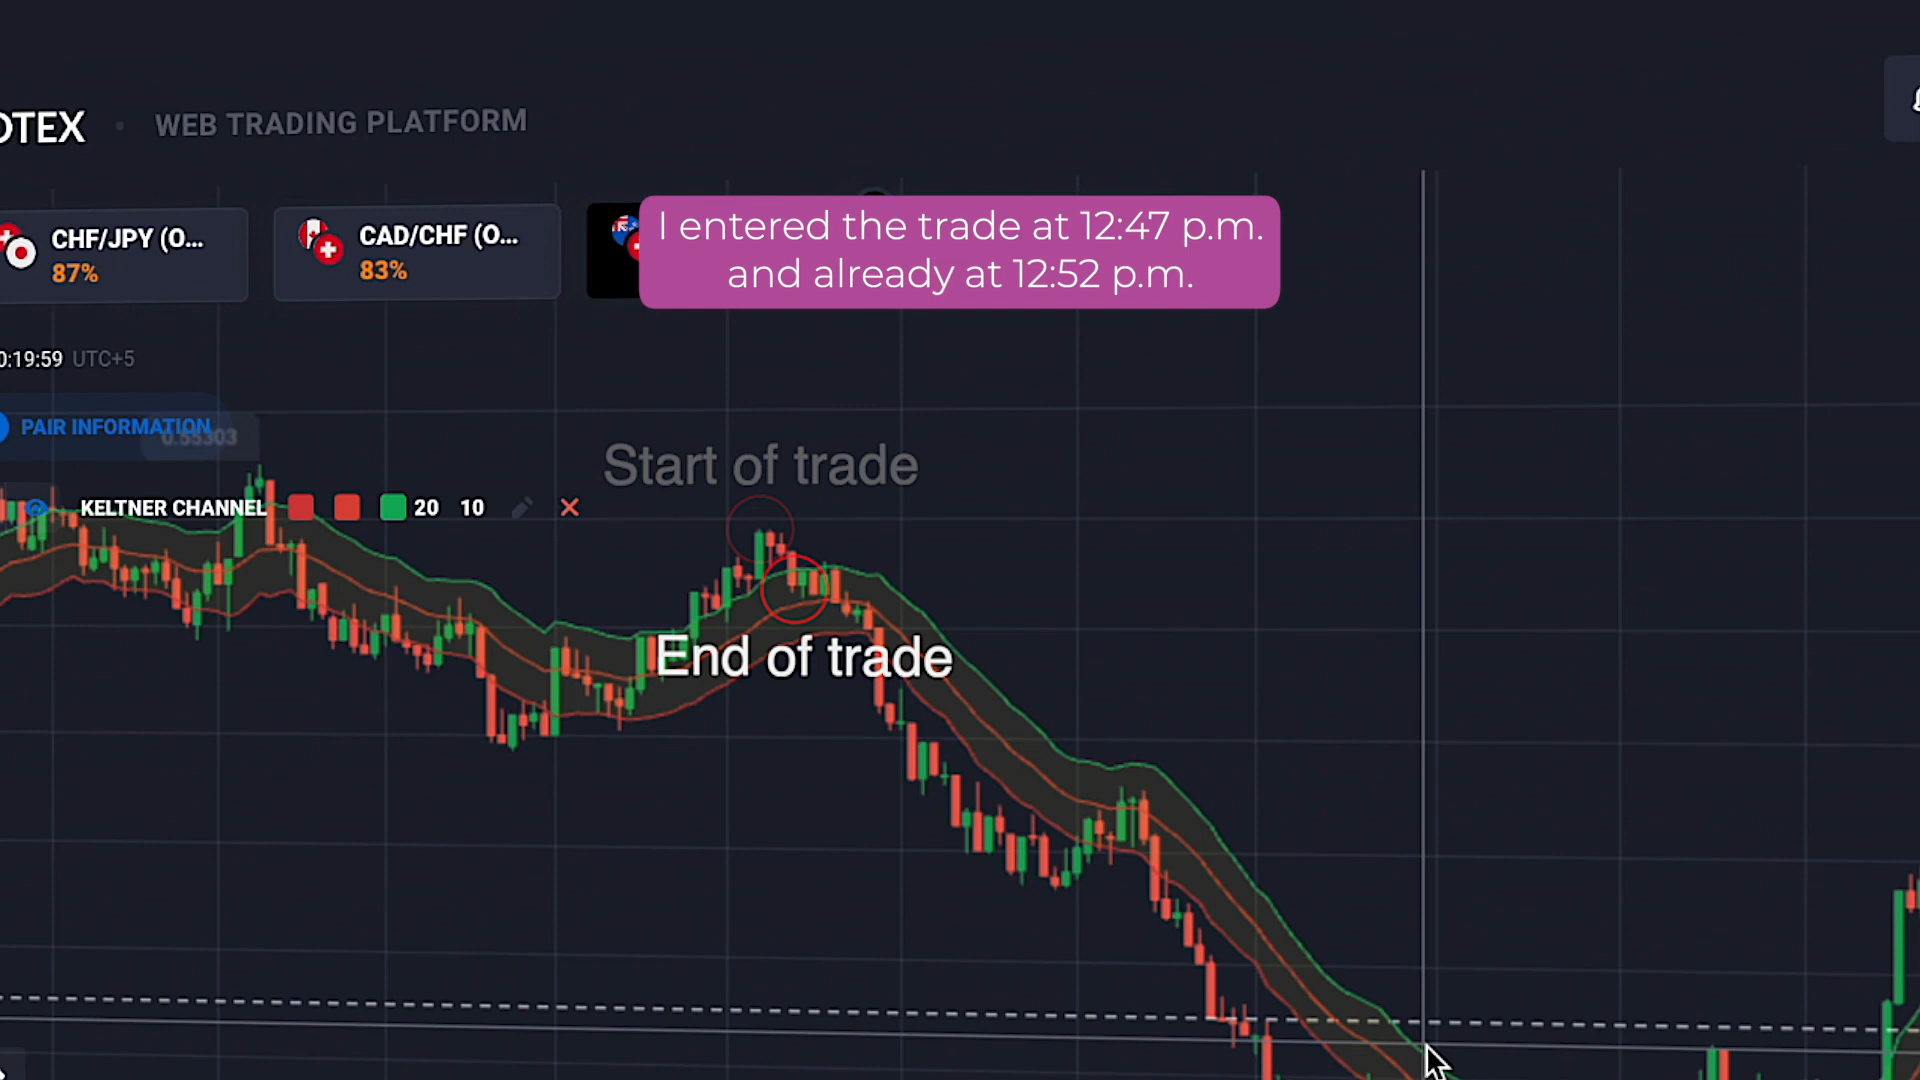 OTEX • WEB TRADING PLATFORM
CHF/JPY (O...
87%
CAD/CHF (O...
83%
I entered the trade at 12:47 p.m.
and already at 12:52 p.m.
0:19:59 UTC+5
PAIR INFORMATION
0.55303
Start of trade
KELTNER CHANNEL 20 10
End of trade